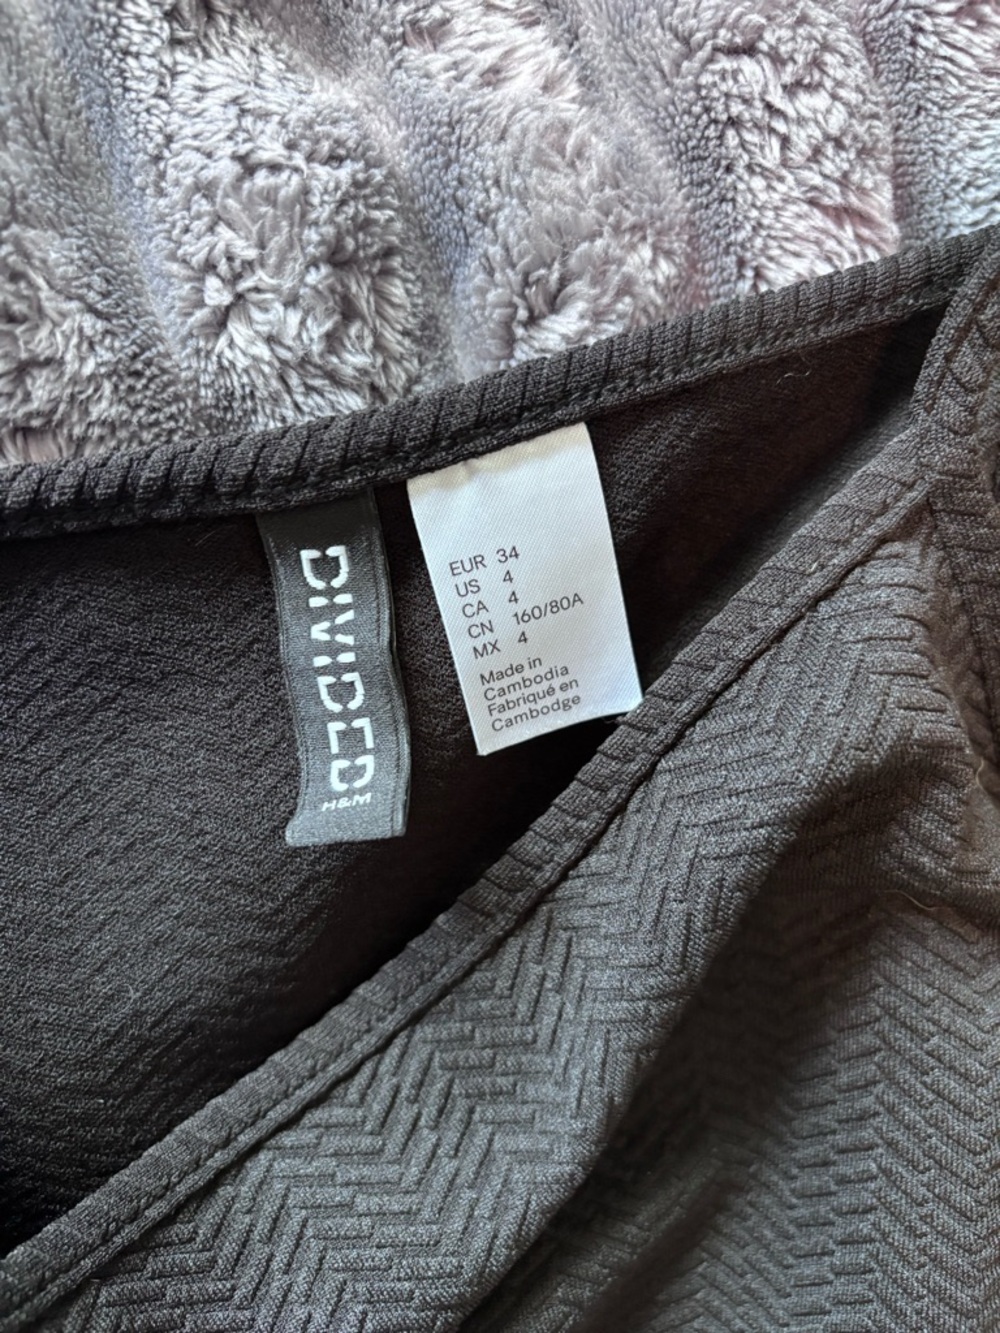 DIVIDED
H&M
EUR 34
US 4
CA 4
CN 160/80A
MX 4
Made in
Cambodia
Fabriqué en
Cambodge